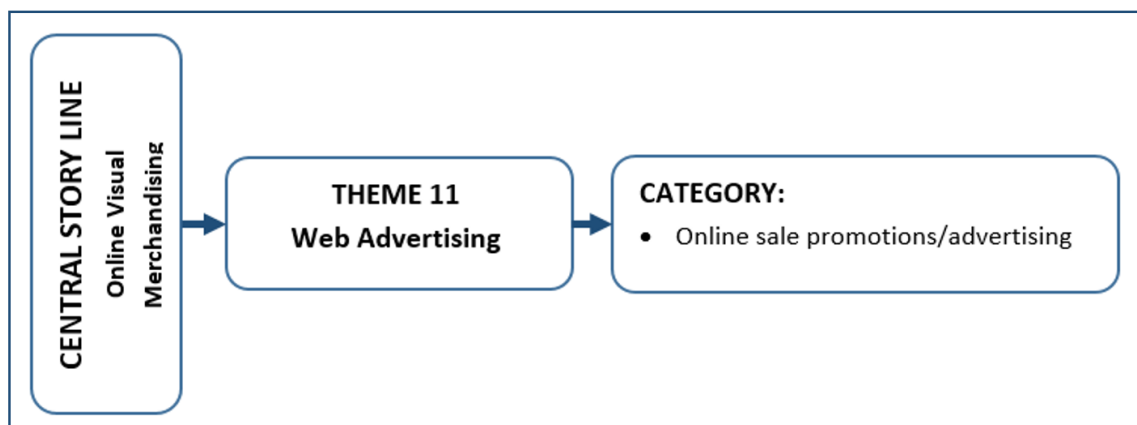 CENTRAL STORY LINE
Online Visual
Merchandising
THEME 11
Web Advertising
CATEGORY:
• Online sale promotions/advertising